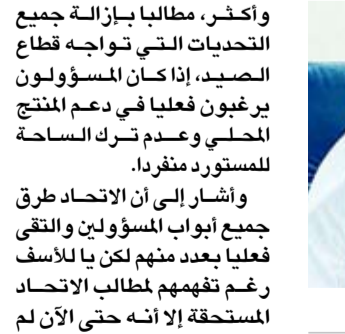 وأكثر، مطالبا بإزالة جميع
التحديات التي تواجه قطاع
الصيد، إذا كان المسؤولون
يرغبون فعليا في دعم المنتج
المحلي وعدم ترك الساحة
للمستورد منفردا.
وأشار إلى أن الاتحاد طرق
جميع أبواب المسؤولين والتقى
فعليا بعدد منهم لكن يا للأسف
رغم تفهمهم لمطالب الاتحاد
المستحقة إلا أنه حتى الآن لم